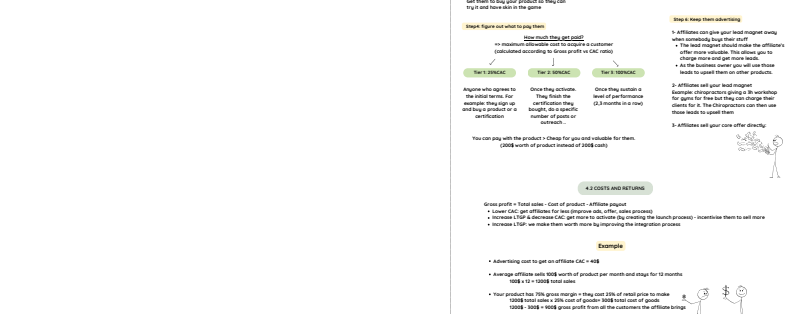 Get them to buy your product so they can
try it and have skin in the game
Step4: figure out what to pay them
How much they get paid?
=> maximum allowable cost to acquire a customer
(calculated according to Gross profit vs CAC ratio)
Tier 1: 25%CAC
Tier 2: 50%CAC
Tier 3: 100%CAC
Anyone who agrees to
the initial terms. For
example: they sign up
and buy a product or a
certification
Once they activate.
They finish the
certification they
bought, do a specific
number of posts or
outreach ..
Once they sustain a
level of performance
(2,3 months in a row)
You can pay with the product > Cheap for you and valuable for them.
(200$ worth of product instead of 200$ cash)
Step 6: Keep them advertising
1- Affiliates can give your lead magnet away
when somebody buys their stuff
• The lead magnet should make the affiliate's
offer more valuable. This allows you to
charge more and get more leads.
• As the business owner you will use those
leads to upsell them on other products.
2- Affiliates sell your lead magnet
Example: chiropractors giving a 3h workshop
for gyms for free but they can charge their
clients for it. The Chiropractors can then use
those leads to upsell them
3- Affiliates sell your core offer directly:
4.2 COSTS AND RETURNS
Gross profit = Total sales - Cost of product - Affiliate payout
• Lower CAC: get affiliates for less (improve ads, offer, sales process)
• Increase LTGP & decrease CAC: get more to activate (by creating the launch process) - incentivise them to sell more
• Increase LTGP: we make them worth more by improving the integration process
Example
• Advertising cost to get an affiliate CAC = 40$
• Average affiliate sells 100$ worth of product per month and stays for 12 months
100$ x 12 = 1200$ total sales
• Your product has 75% gross margin = they cost 25% of retail price to make
1200$ total sales x 25% cost of goods= 300$ total cost of goods
1200$ - 300$ = 900$ gross profit from all the customers the affiliate brings
$
$